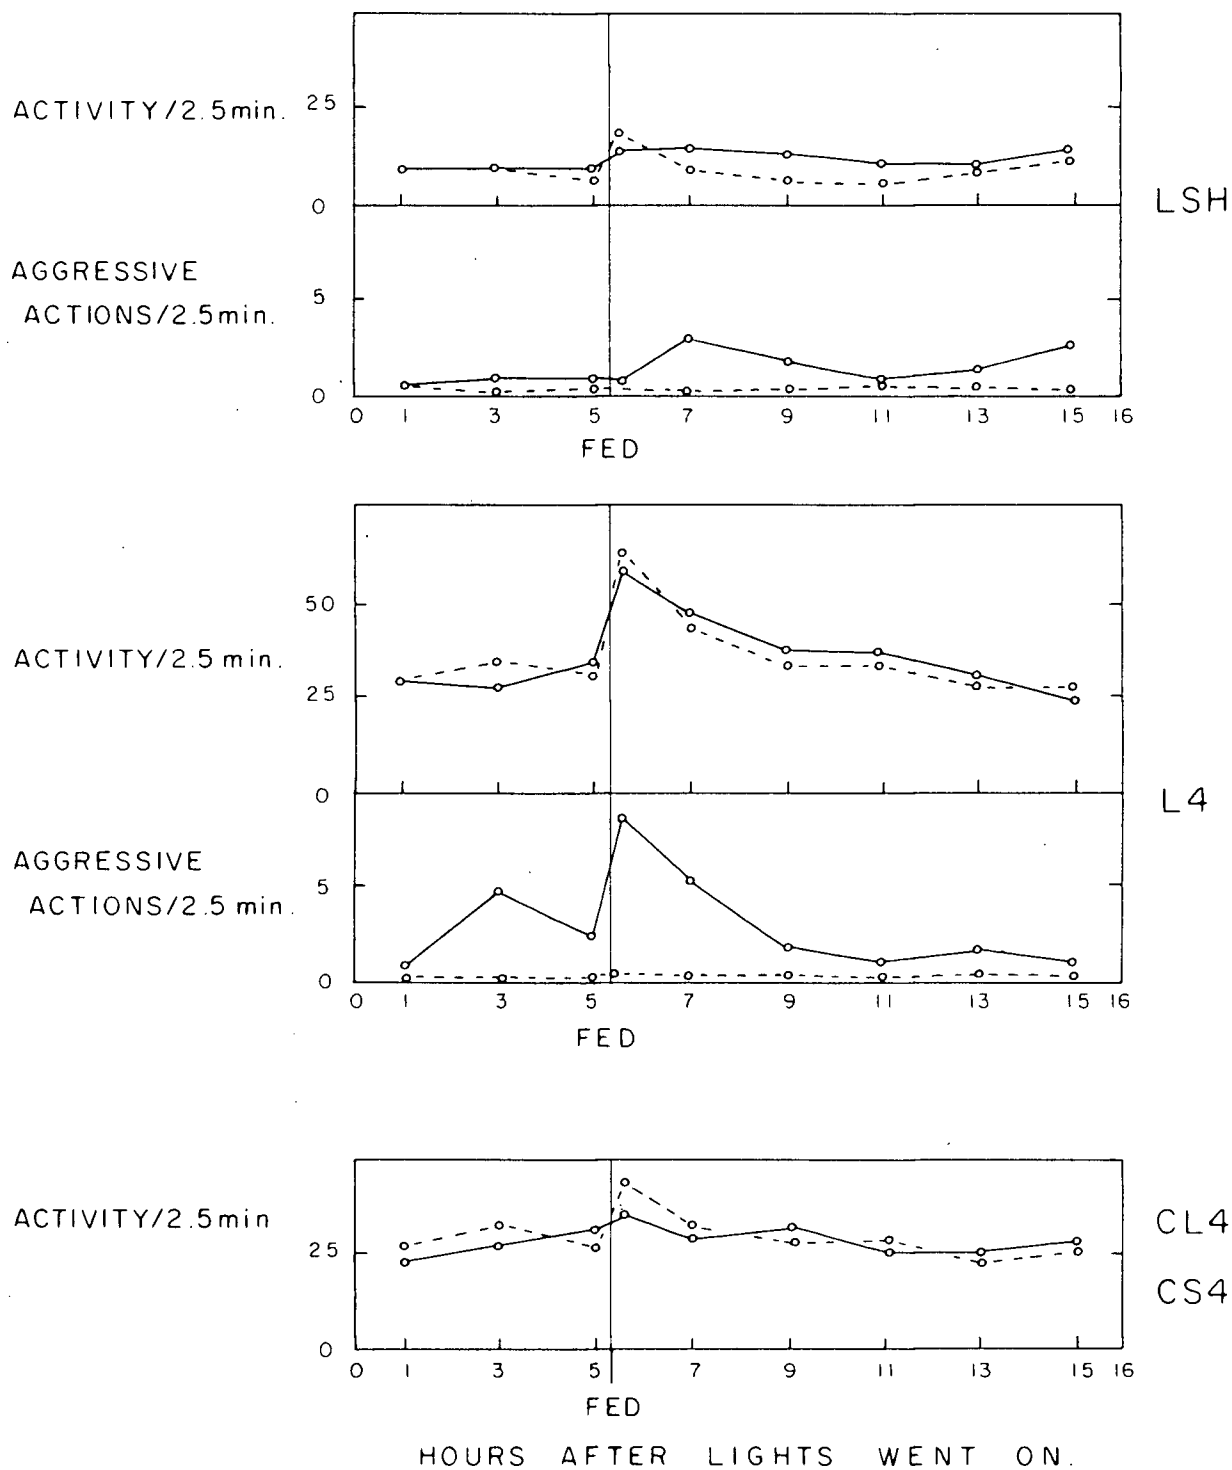 ACTIVITY/2.5min.
25
0
LSH
AGGRESSIVE
ACTIONS/2.5min.
5
0
0 1 3 5 7 9 11 13 15 16
FED
50
ACTIVITY/2.5 min.
25
0
L4
AGGRESSIVE
ACTIONS/2.5 min.
5
0
0 1 3 5 7 9 11 13 15 16
FED
ACTIVITY/2.5min
25
CL4
CS4
0
0 1 3 5 7 9 11 13 15 16
FED
HOURS AFTER LIGHTS WENT ON.